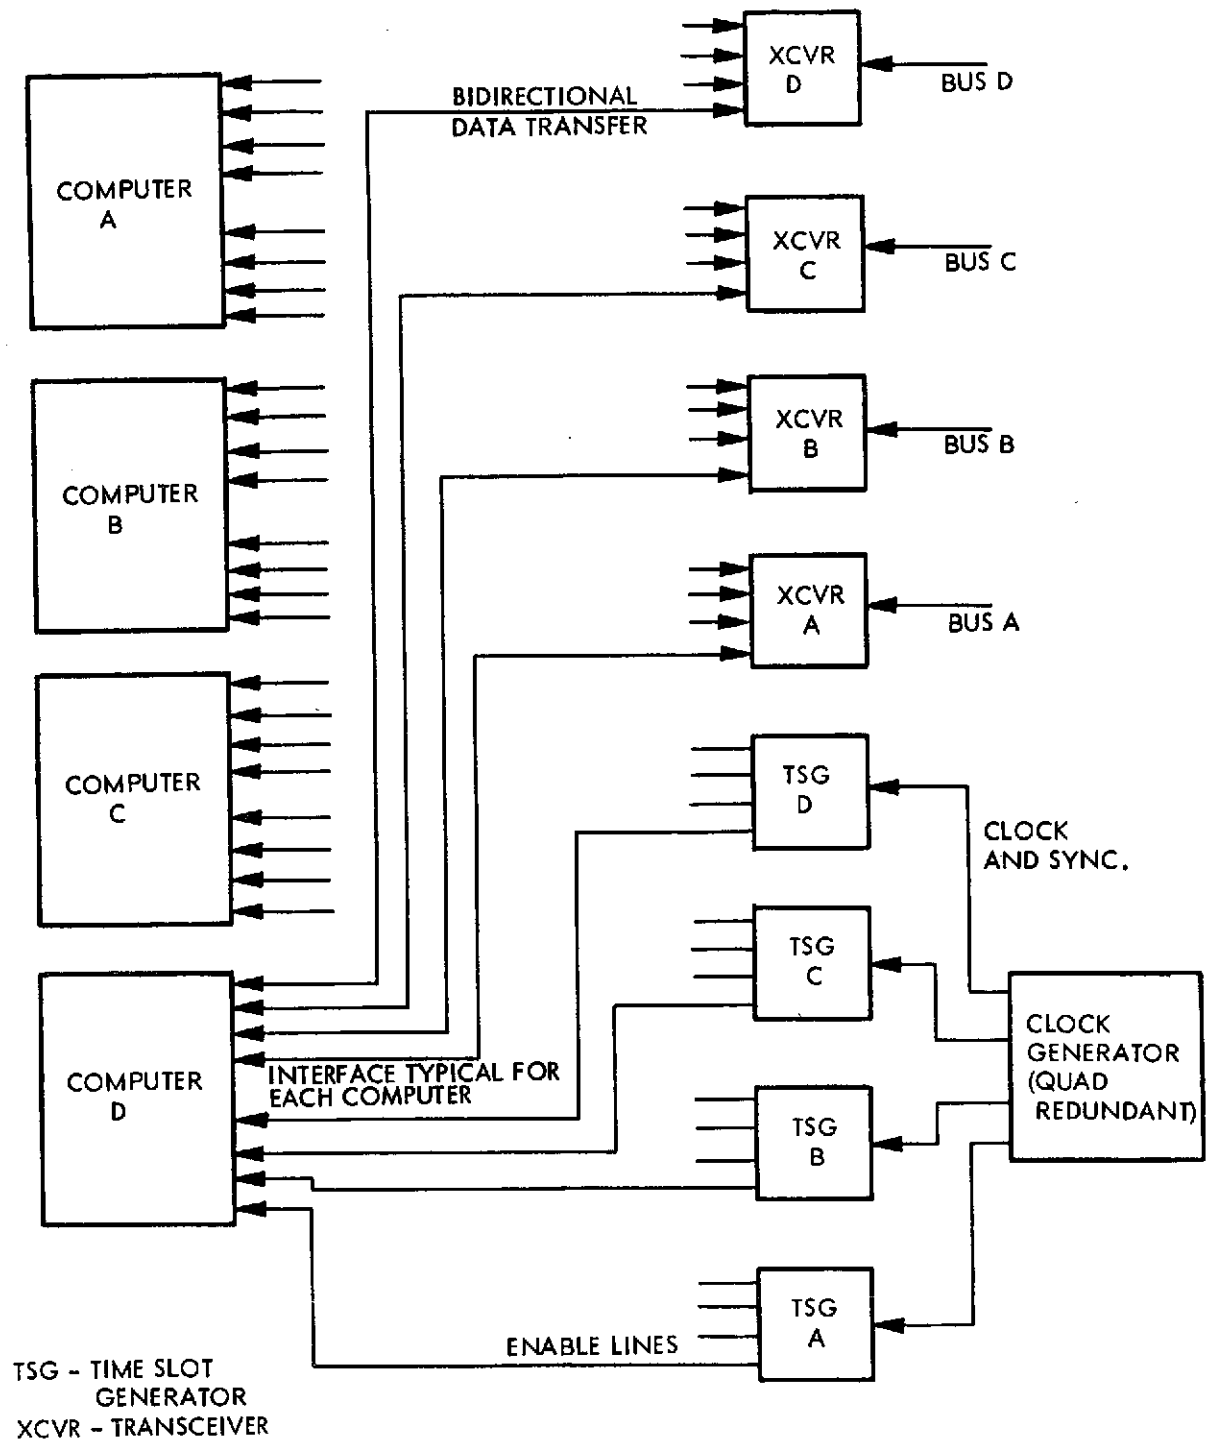 XCVR
D
BUS D
BIDIRECTIONAL
DATA TRANSFER
COMPUTER
A
XCVR
C
BUS C
XCVR
B
BUS B
COMPUTER
B
XCVR
A
BUS A
COMPUTER
C
TSG
D
CLOCK
AND SYNC.
TSG
C
CLOCK
GENERATOR
(QUAD
REDUNDANT)
COMPUTER
D
INTERFACE TYPICAL FOR
EACH COMPUTER
TSG
B
TSG
A
ENABLE LINES
TSG - TIME SLOT
GENERATOR
XCVR - TRANSCEIVER